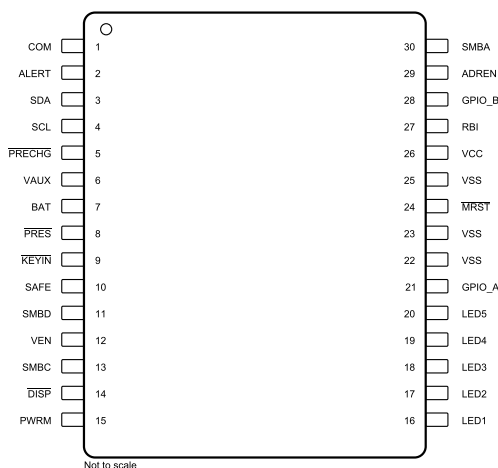 COM 1 30 SMBA
ALERT 2 29 ADREN
SDA 3 28 GPIO_B
SCL 4 27 RBI
PRECHG 5 26 VCC
VAUX 6 25 VSS
BAT 7 24 MRST
PRES 8 23 VSS
KEYIN 9 22 VSS
SAFE 10 21 GPIO_A
SMBD 11 20 LED5
VEN 12 19 LED4
SMBC 13 18 LED3
DISP 14 17 LED2
PWRM 15 16 LED1
Not to scale